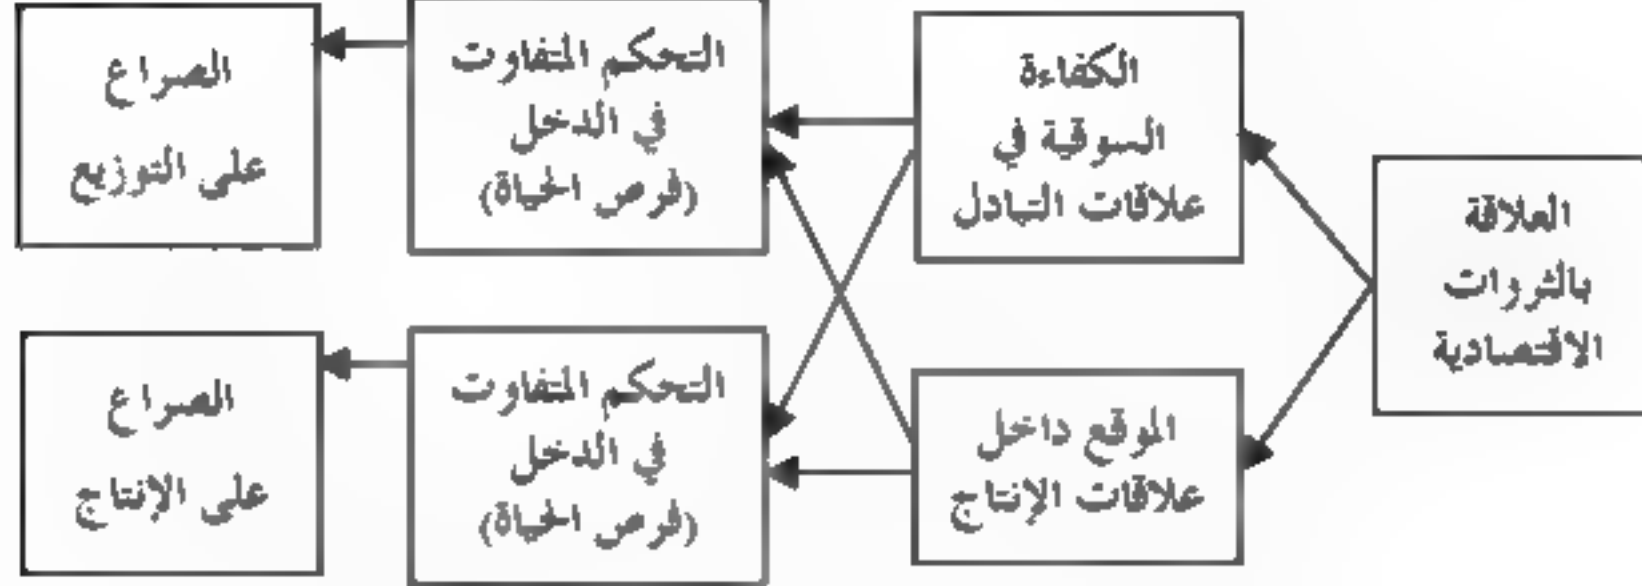 العلاقة
بالثروات
الاقتصادية
الكفاءة
السوقية في
علاقات التبادل
الموقع داخل
علاقات الإنتاج
التحكم المتفاوت
في الدخل
(فرص الحياة)
التحكم المتفاوت
في الدخل
(فرص الحياة)
الصراع
على التوزيع
الصراع
على الإنتاج